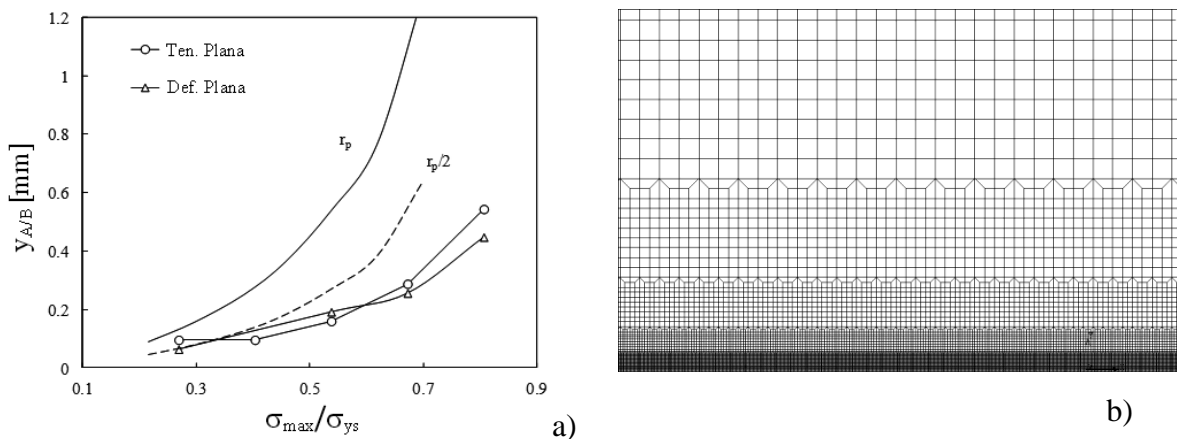 1.2
1
0.8
0.6
0.4
0.2
0
y_A/B [mm]
Ten. Plana
Def. Plana
r_p
r_p/2
0.1 0.3 0.5 0.7 0.9
σ_max/σ_ys
a)
b)